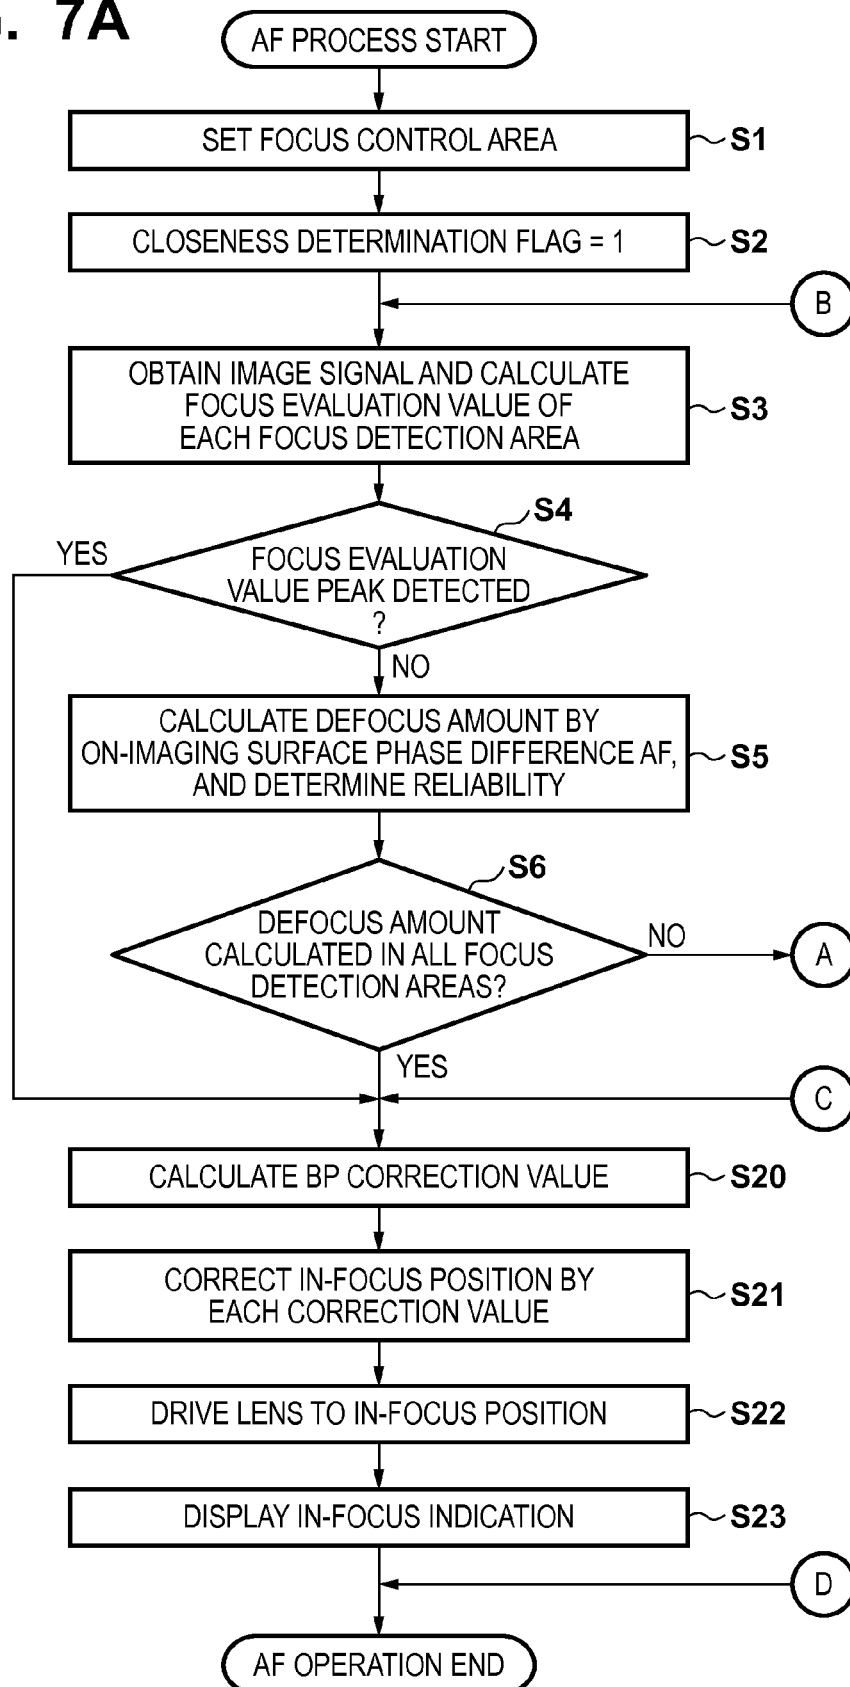 7A
AF PROCESS START
SET FOCUS CONTROL AREA
S1
CLOSENESS DETERMINATION FLAG = 1
S2
B
OBTAIN IMAGE SIGNAL AND CALCULATE
FOCUS EVALUATION VALUE OF
EACH FOCUS DETECTION AREA
S3
S4
YES
FOCUS EVALUATION
VALUE PEAK DETECTED
?
NO
CALCULATE DEFOCUS AMOUNT BY
ON-IMAGING SURFACE PHASE DIFFERENCE AF,
AND DETERMINE RELIABILITY
S5
S6
DEFOCUS AMOUNT
CALCULATED IN ALL FOCUS
DETECTION AREAS?
NO
A
YES
C
CALCULATE BP CORRECTION VALUE
S20
CORRECT IN-FOCUS POSITION BY
EACH CORRECTION VALUE
S21
DRIVE LENS TO IN-FOCUS POSITION
S22
DISPLAY IN-FOCUS INDICATION
S23
D
AF OPERATION END